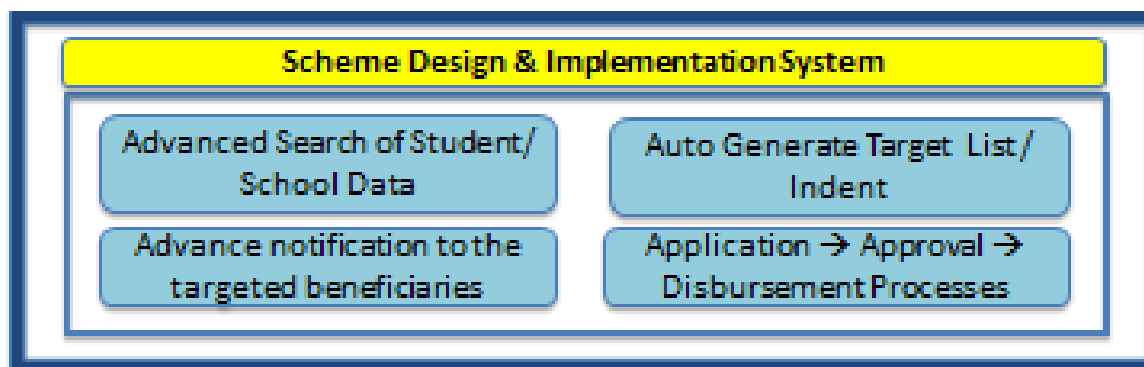 Scheme Design & Implementation System
Advanced Search of Student/
School Data
Auto Generate Target List/
Indent
Advance notification to the
targeted beneficiaries
Application → Approval →
Disbursement Processes